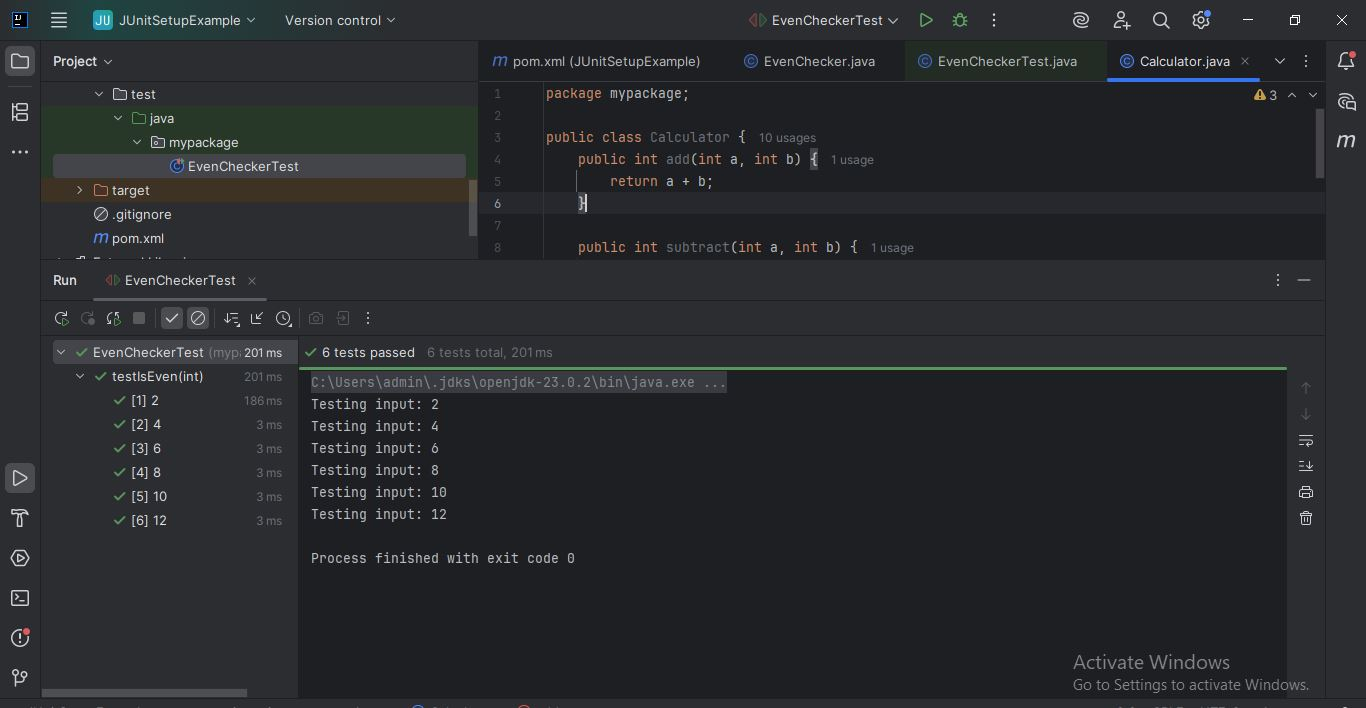 JU JUnitSetupExample Version control EvenCheckerTest
Project
m pom.xml (JUnitSetupExample) EvenChecker.java EvenCheckerTest.java Calculator.java
test
java
mypackage
EvenCheckerTest
target
.gitignore
m pom.xml
3
1 package mypackage;
2
3 public class Calculator { 10 usages
4 public int add(int a, int b) { 1 usage
5 return a + b;
6 }
7
8 public int subtract(int a, int b) { 1 usage
m
Run EvenCheckerTest
EvenCheckerTest (mypa 201 ms
testIsEven(int) 201 ms
[1] 2 186 ms
[2] 4 3 ms
[3] 6 3 ms
[4] 8 3 ms
[5] 10 3 ms
[6] 12 3 ms
6 tests passed 6 tests total, 201 ms
C:\Users\admin\.jdks\openjdk-23.0.2\bin\java.exe ...
Testing input: 2
Testing input: 4
Testing input: 6
Testing input: 8
Testing input: 10
Testing input: 12
Process finished with exit code 0
Activate Windows
Go to Settings to activate Windows.